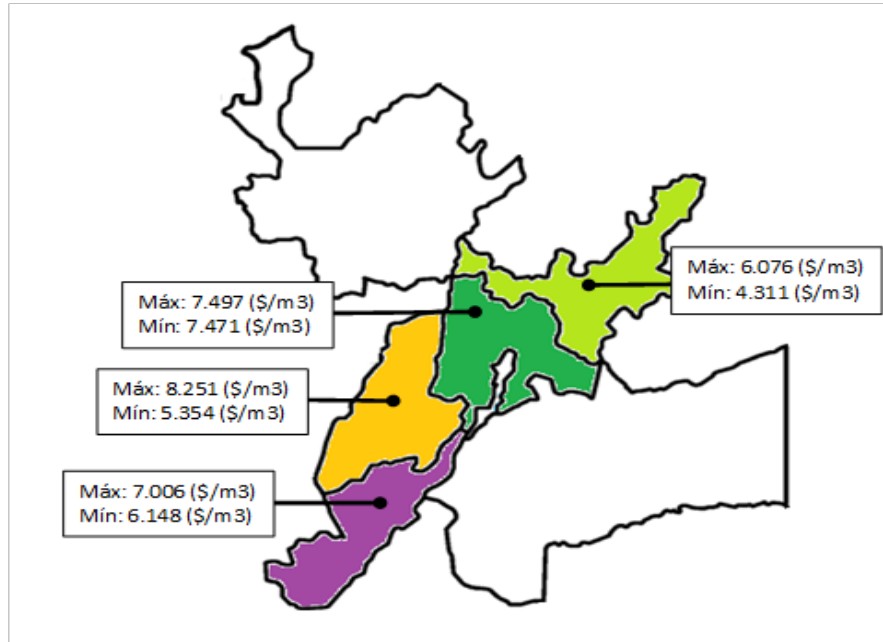 Máx: 6.076 ($/m3)
Mín: 4.311 ($/m3)
Máx: 7.497 ($/m3)
Mín: 7.471 ($/m3)
Máx: 8.251 ($/m3)
Mín: 5.354 ($/m3)
Máx: 7.006 ($/m3)
Mín: 6.148 ($/m3)